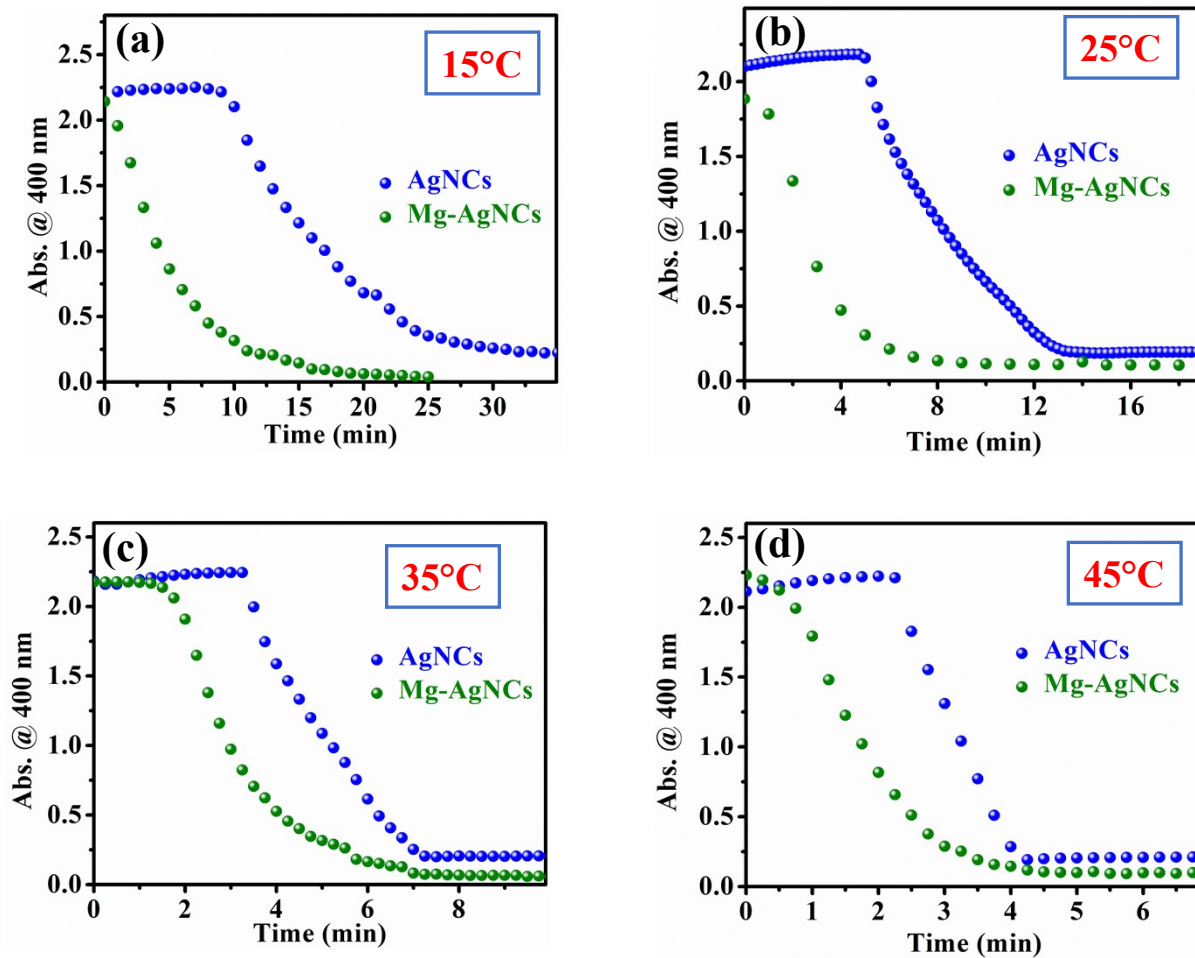 (a)
15°C
AgNCs
Mg-AgNCs
Abs. @ 400 nm
2.5
2.0
1.5
1.0
0.5
0.0
0 5 10 15 20 25 30
Time (min)
(b)
25°C
AgNCs
Mg-AgNCs
Abs. @ 400 nm
2.0
1.5
1.0
0.5
0.0
0 4 8 12 16
Time (min)
(c)
35°C
AgNCs
Mg-AgNCs
Abs. @ 400 nm
2.5
2.0
1.5
1.0
0.5
0.0
0 2 4 6 8
Time (min)
(d)
45°C
AgNCs
Mg-AgNCs
Abs. @ 400 nm
2.5
2.0
1.5
1.0
0.5
0.0
0 1 2 3 4 5 6
Time (min)